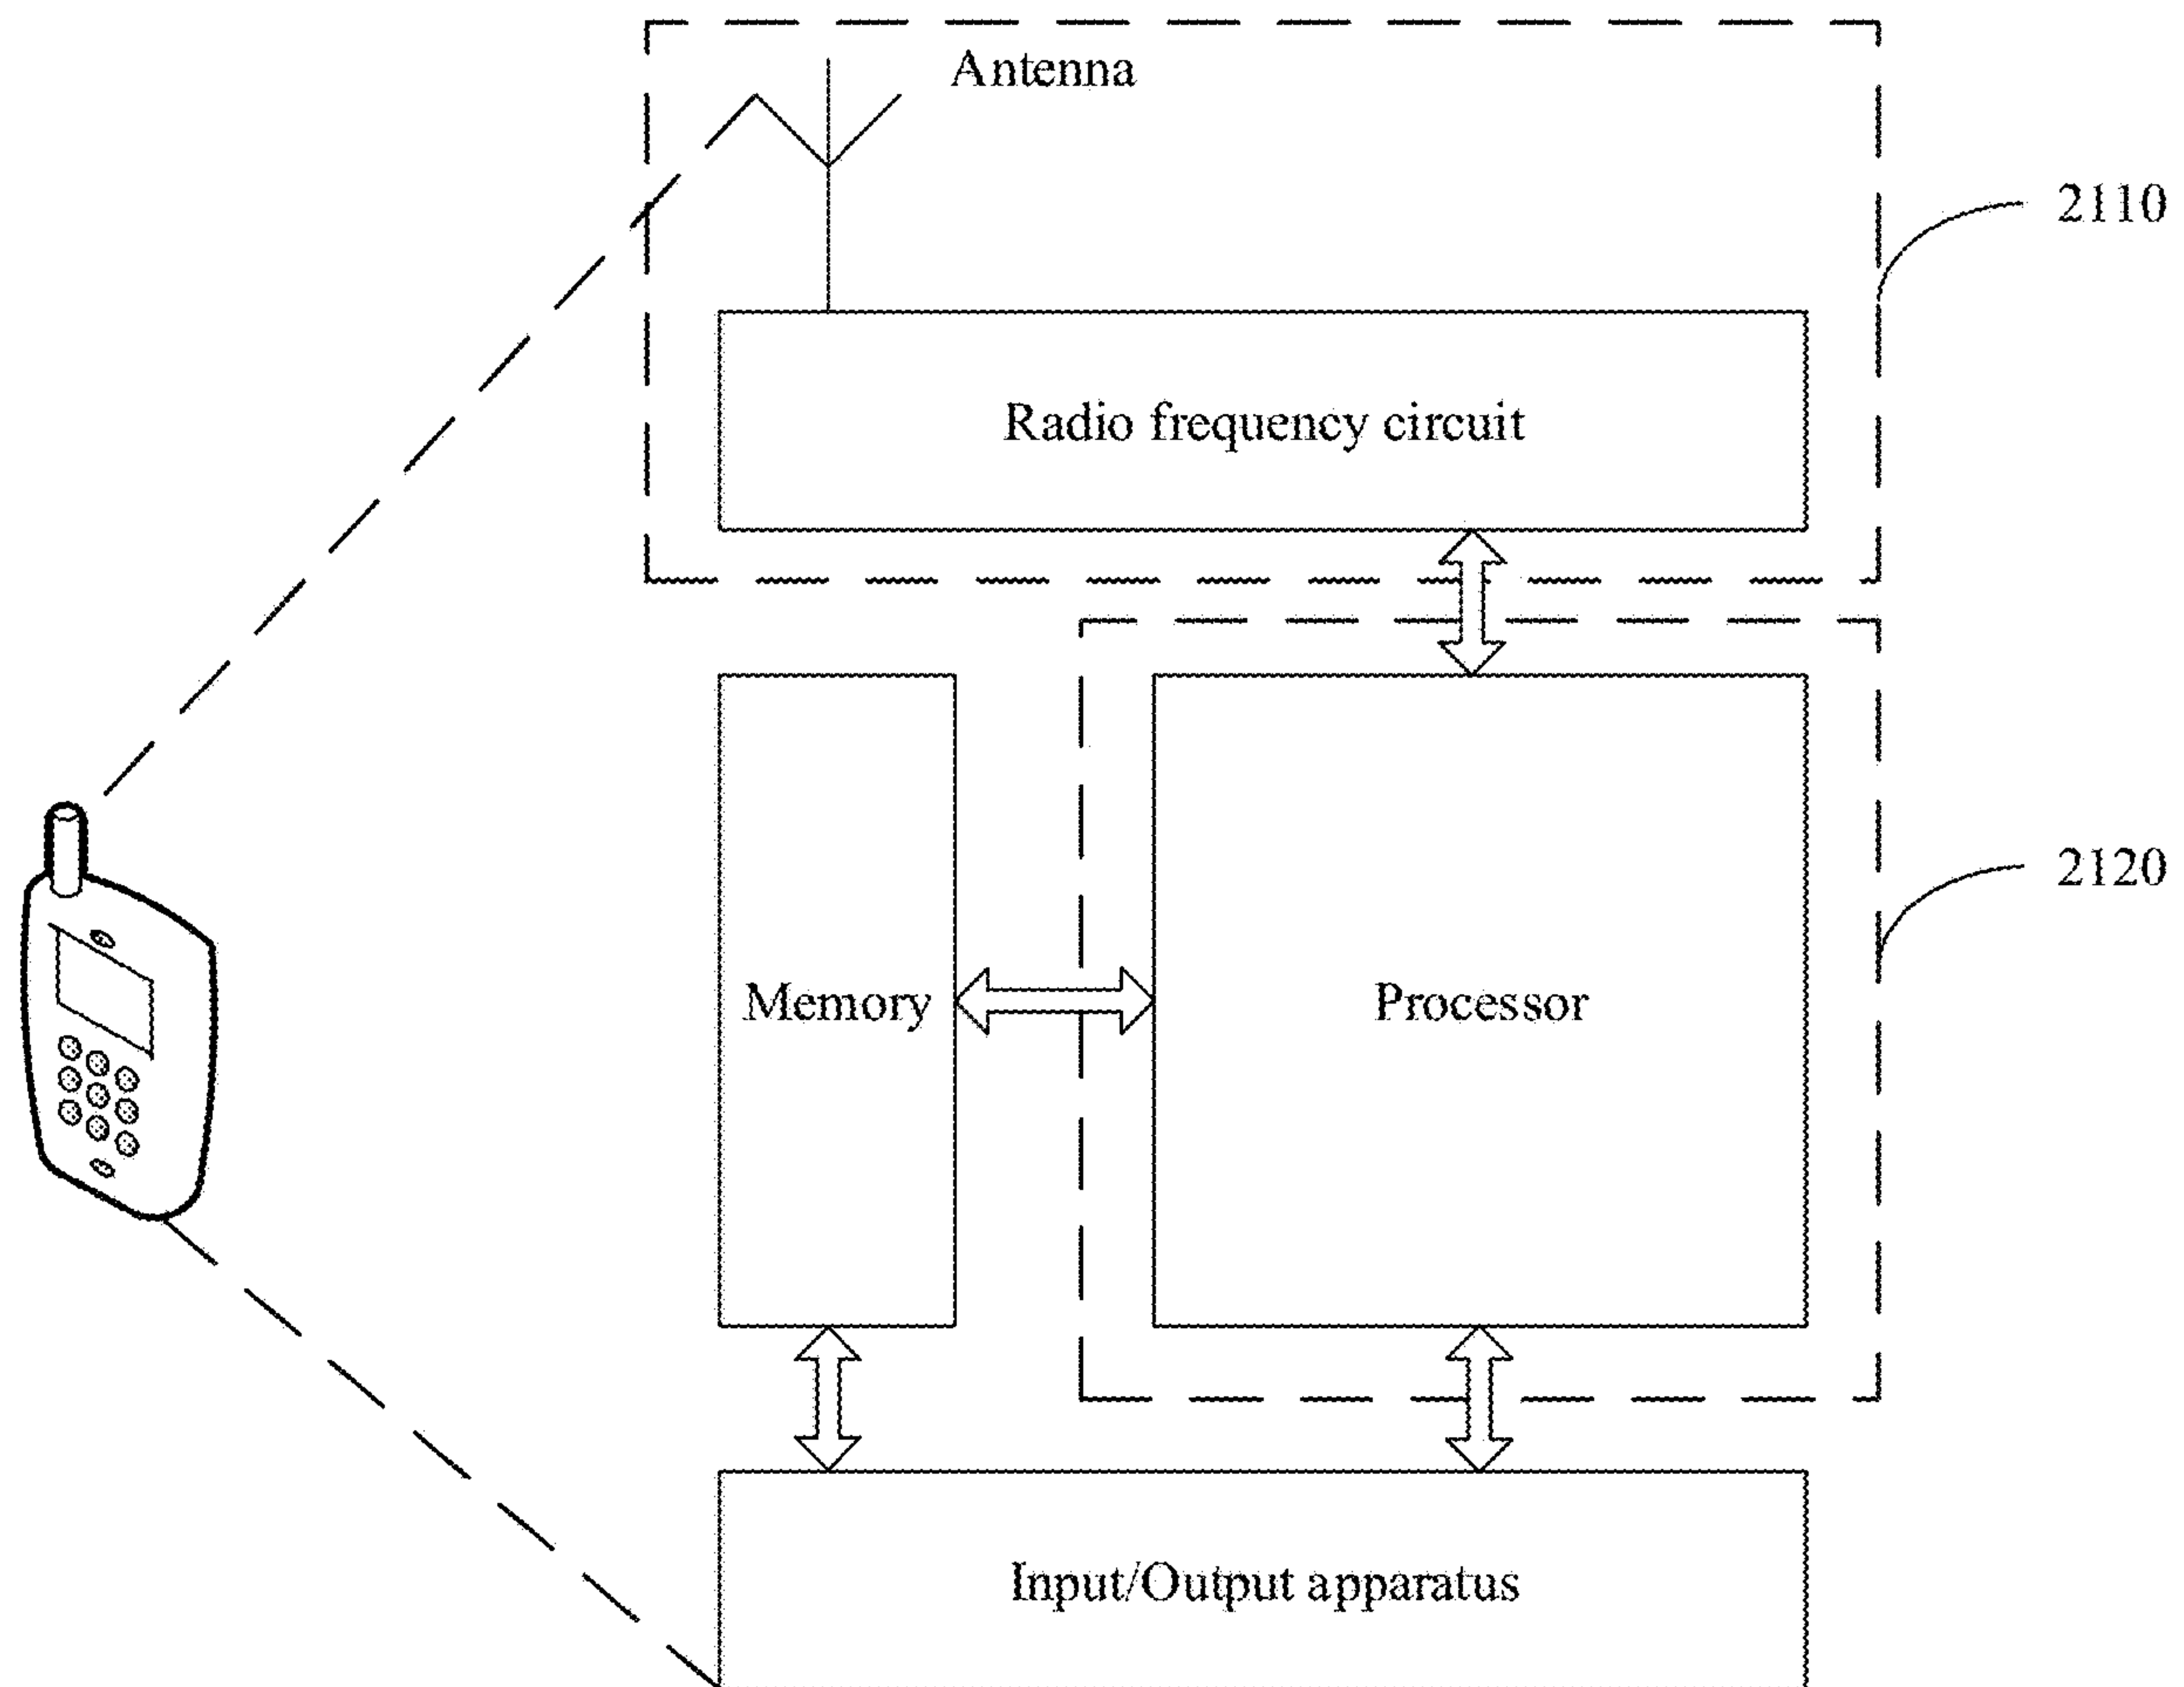 Antenna
2110
Radio frequency circuit
2120
Memory
Processor
Input/Output apparatus